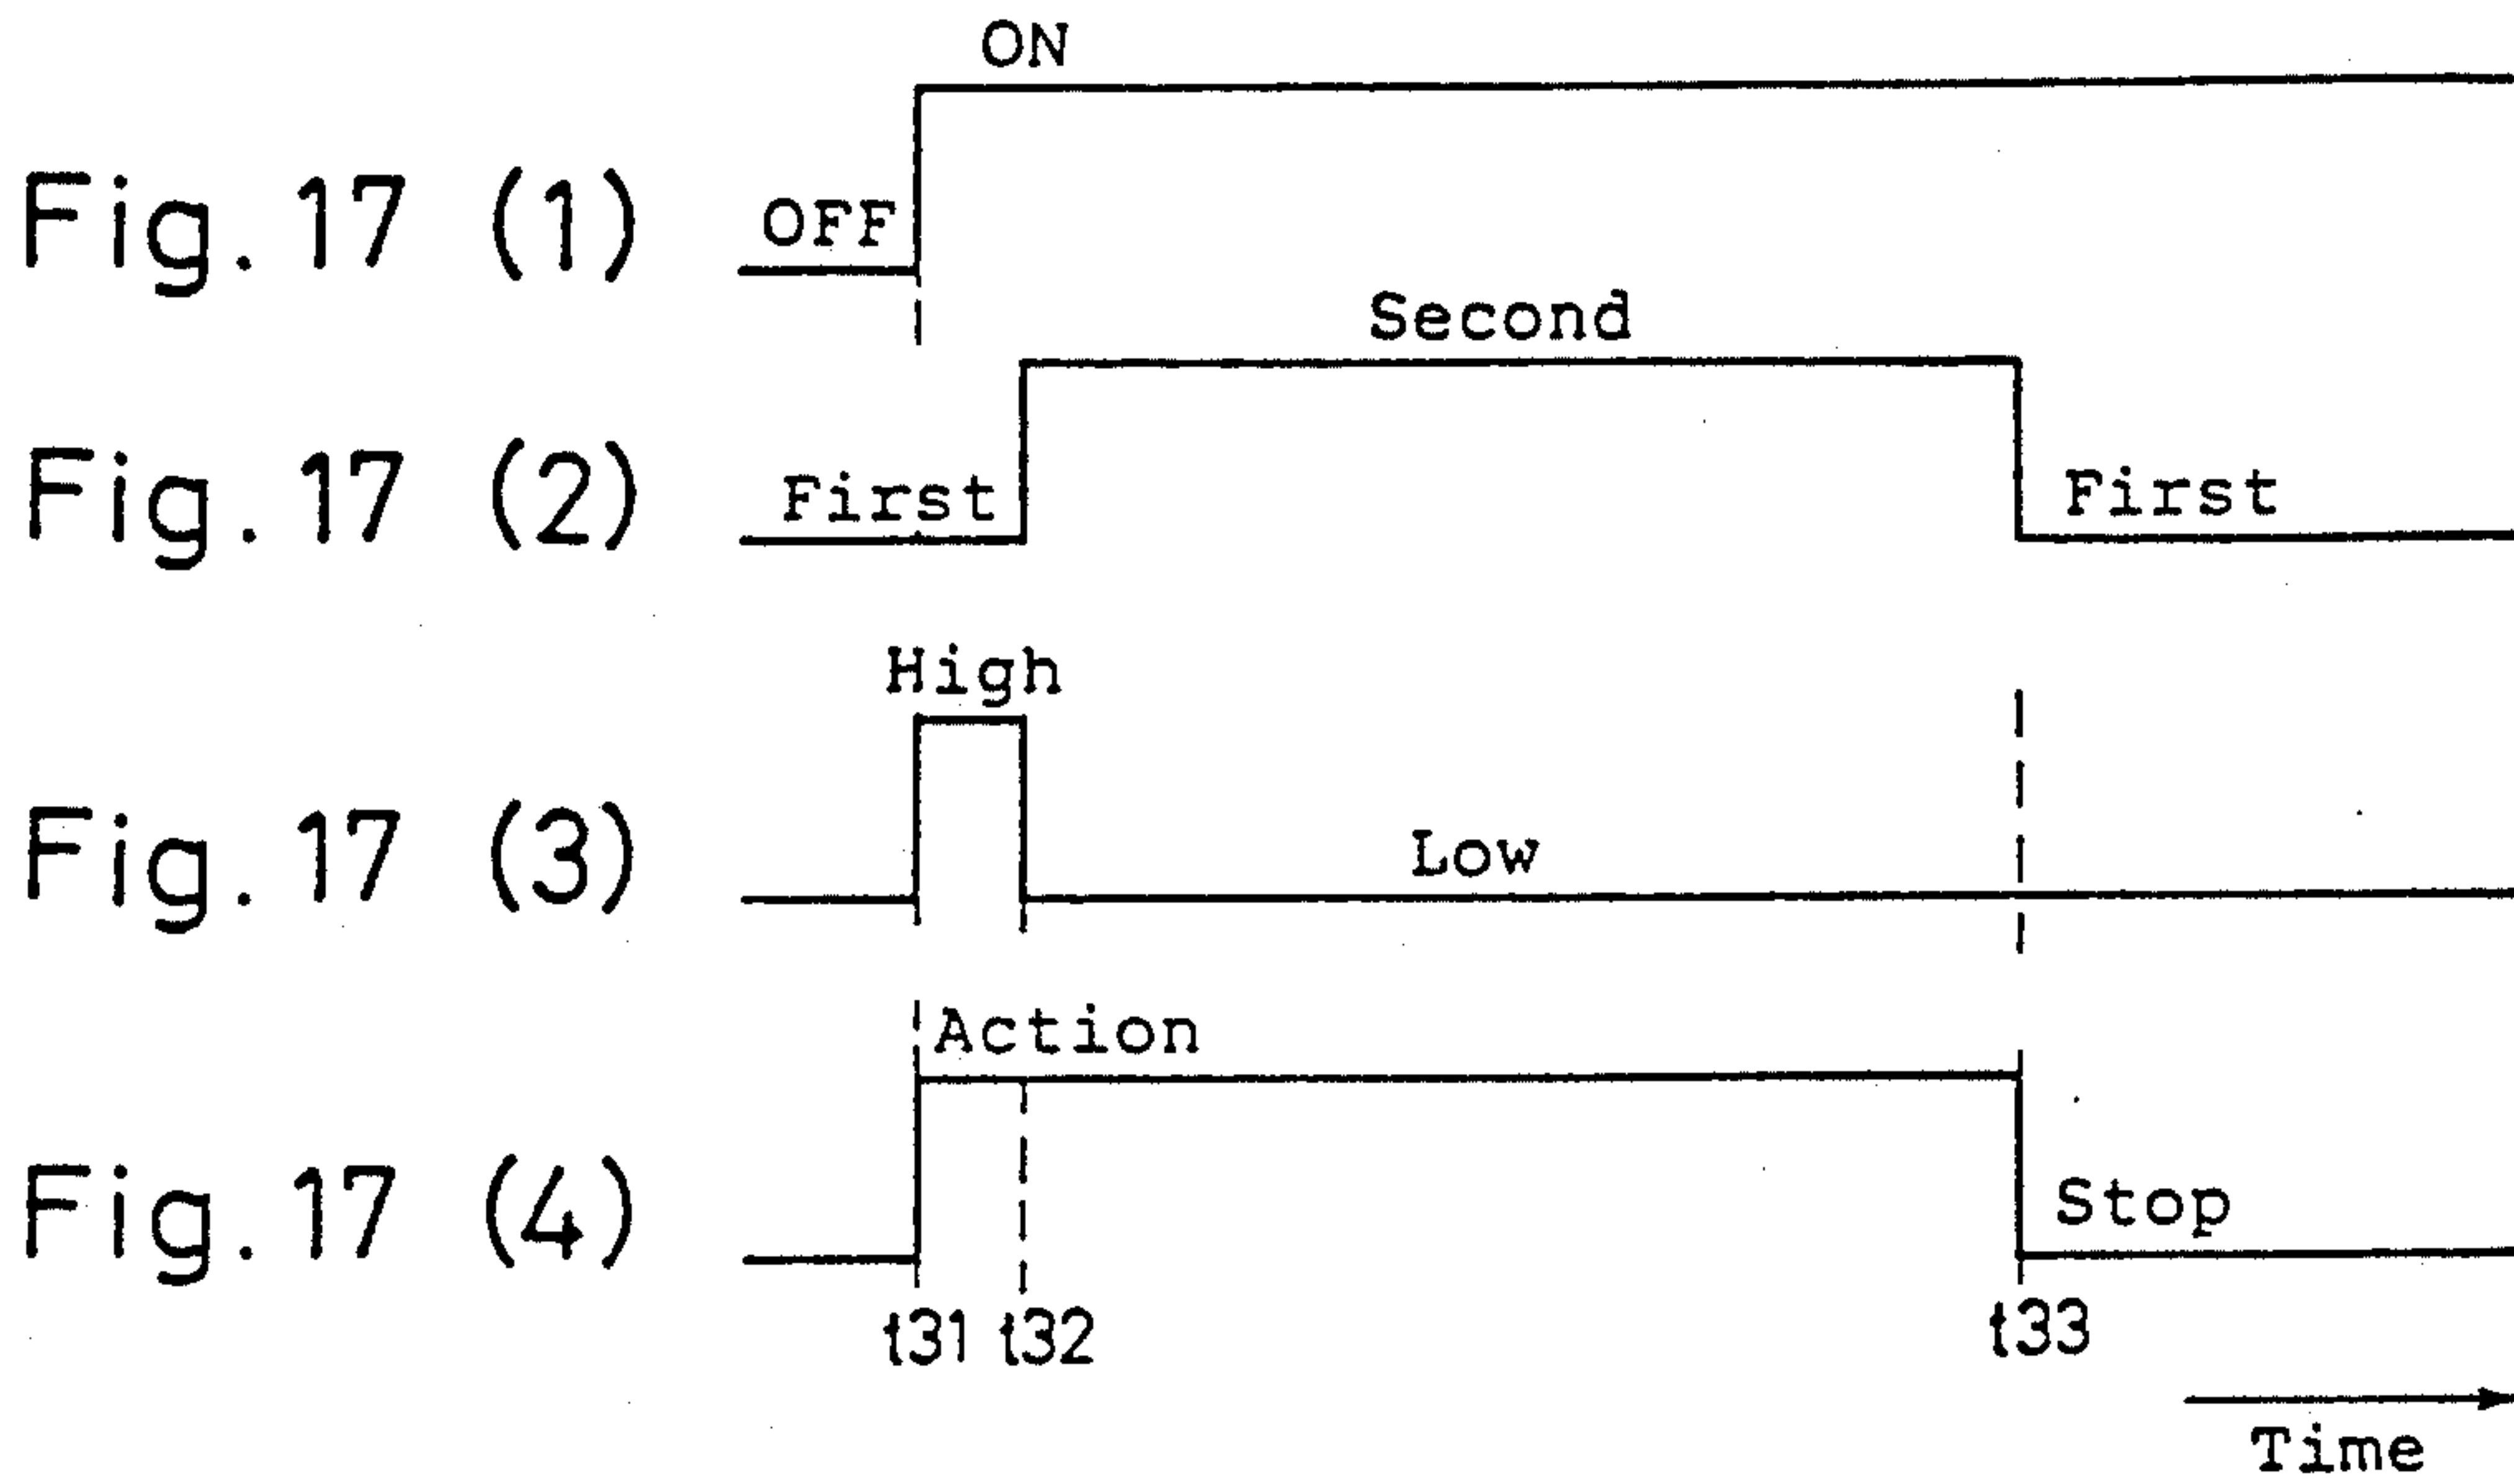 ON
Fig. 17 (1)
OFF
Second
Fig. 17 (2)
First
First
High
Fig. 17 (3)
Low
Action
Fig. 17 (4)
Stop
t31 t32 t33
Time